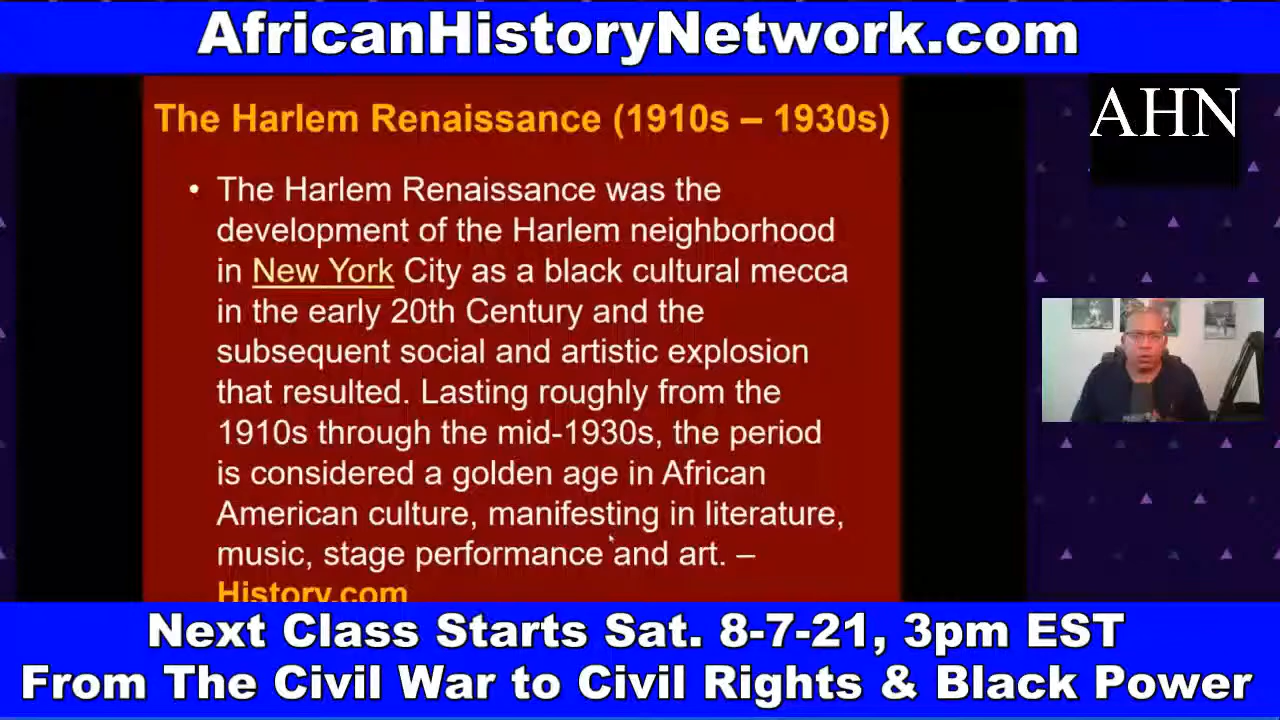 AfricanHistoryNetwork.com
AHN
The Harlem Renaissance (1910s – 1930s)
• The Harlem Renaissance was the
development of the Harlem neighborhood
in New York City as a black cultural mecca
in the early 20th Century and the
subsequent social and artistic explosion
that resulted. Lasting roughly from the
1910s through the mid-1930s, the period
is considered a golden age in African
American culture, manifesting in literature,
music, stage performance and art. –
History.com
Next Class Starts Sat. 8-7-21, 3pm EST
From The Civil War to Civil Rights & Black Power